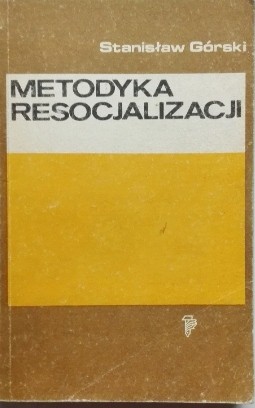 Stanisław Górski
METODYKA
RESOCJALIZACJI